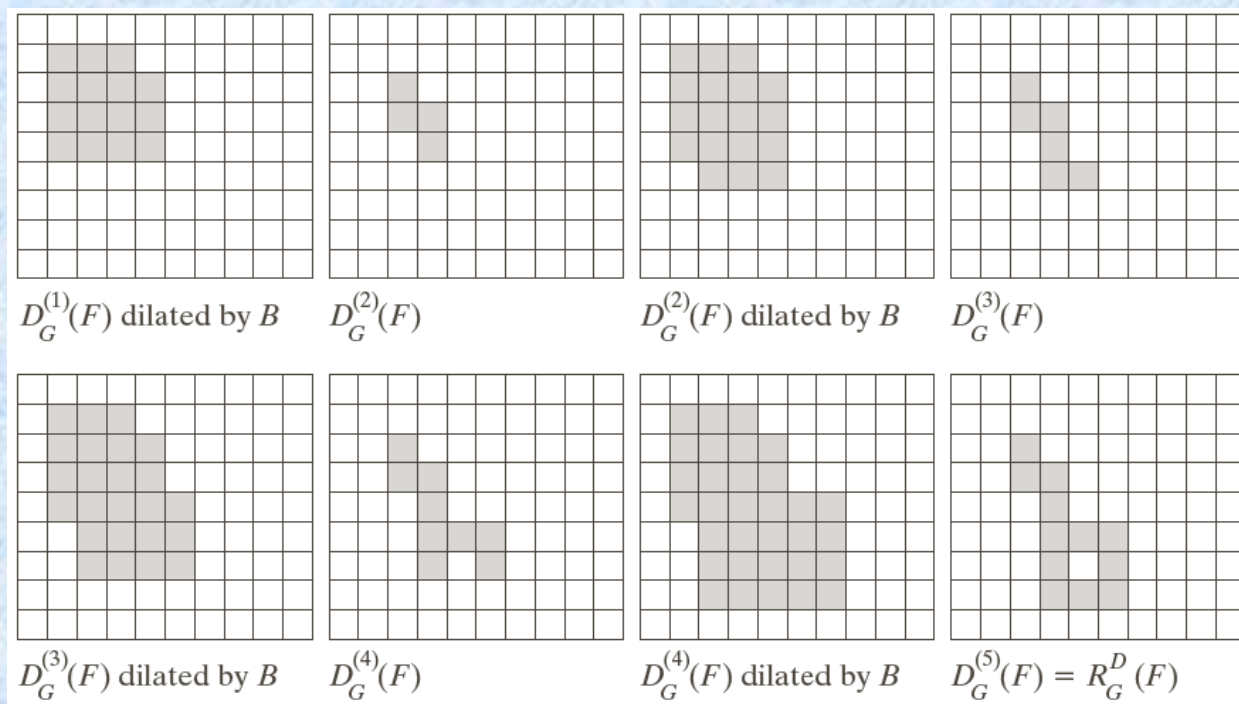 D_G^(1)(F) dilated by B
D_G^(2)(F)
D_G^(2)(F) dilated by B
D_G^(3)(F)
D_G^(3)(F) dilated by B
D_G^(4)(F)
D_G^(4)(F) dilated by B
D_G^(5)(F) = R_G^D (F)